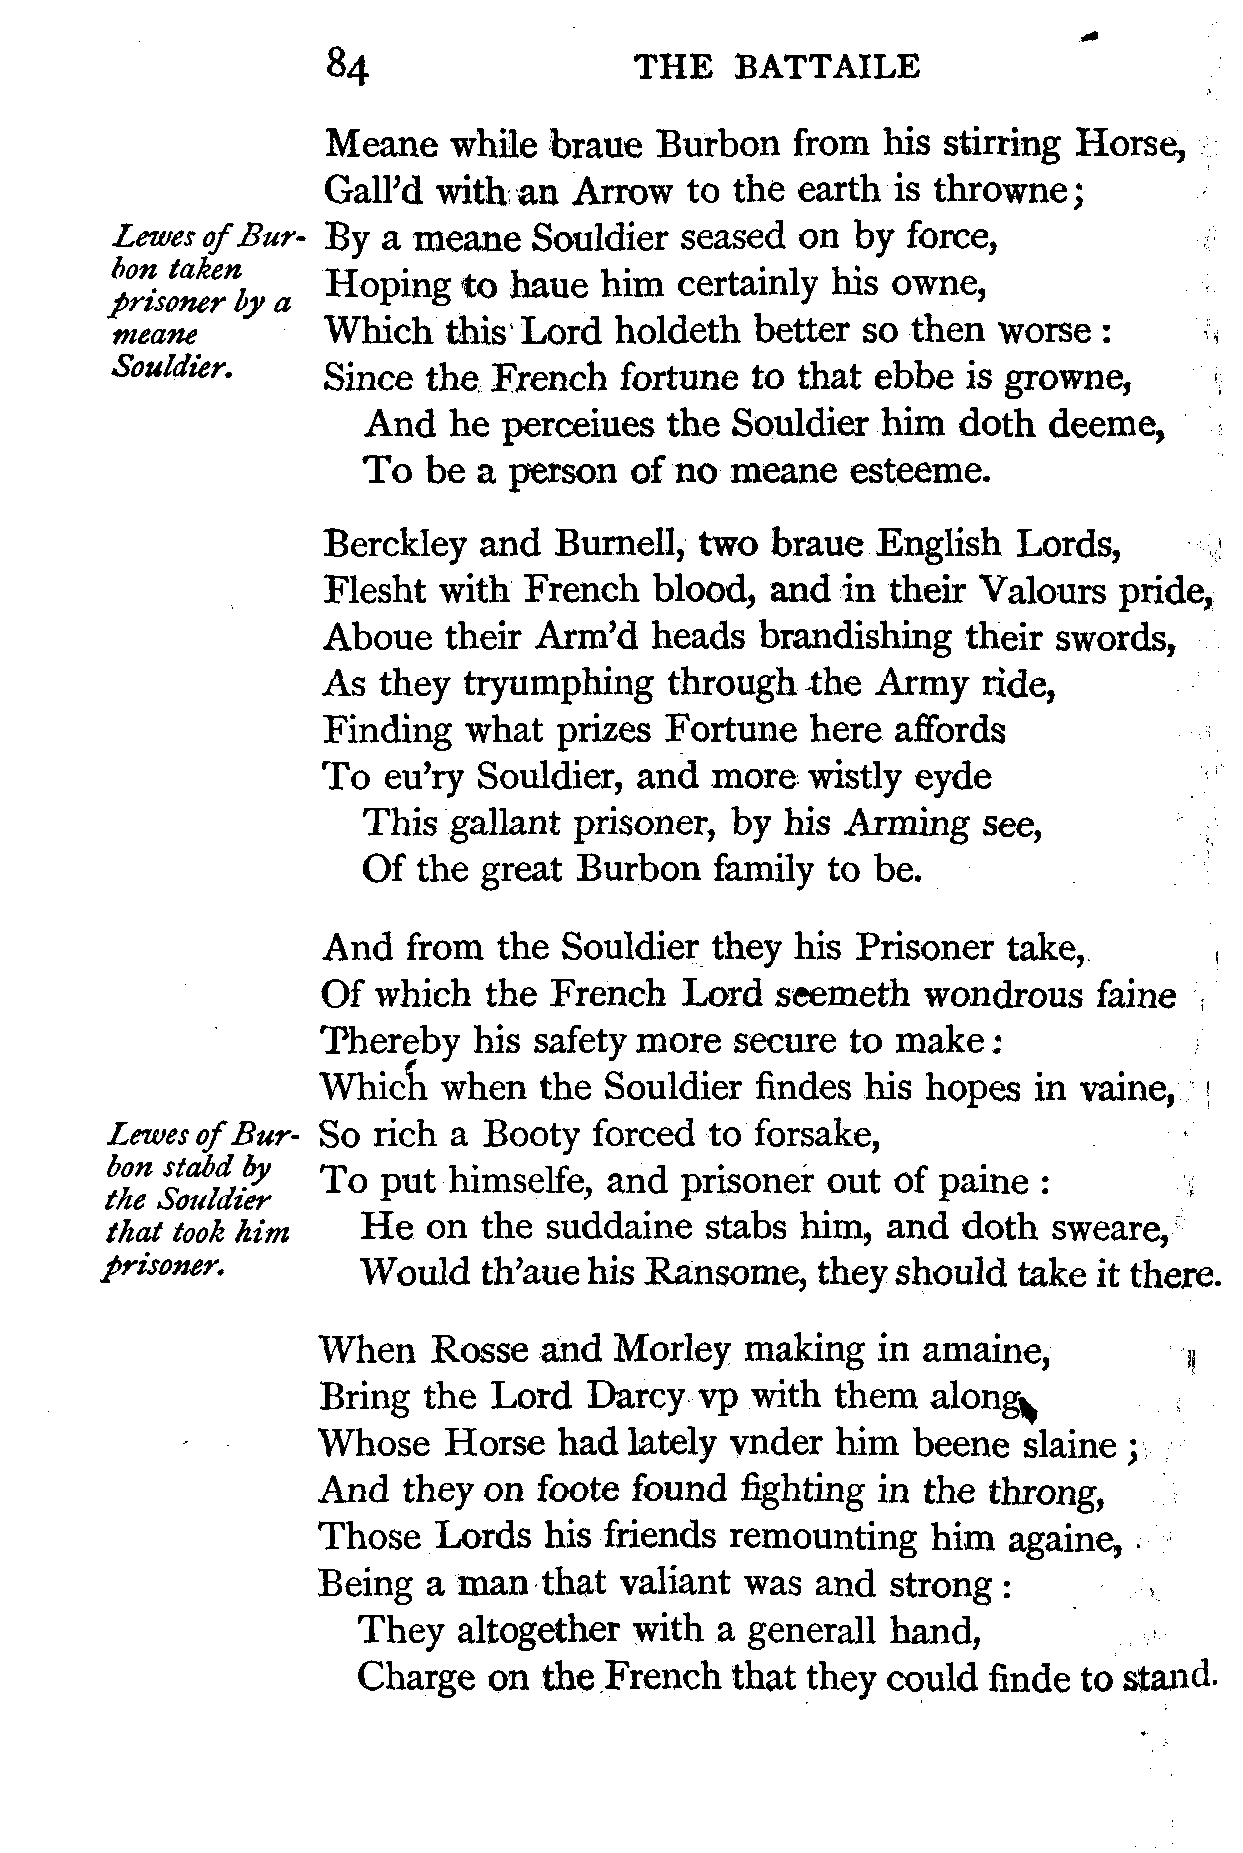 84 THE BATTAILE
Meane while braue Burbon from his stirring Horse,
Gall'd with an Arrow to the earth is throwne;
Lewes of Bur-
bon taken
prisoner by a
meane
Souldier.
By a meane Souldier seased on by force,
Hoping to haue him certainly his owne,
Which this Lord holdeth better so then worse :
Since the French fortune to that ebbe is growne,
And he perceiues the Souldier him doth deeme,
To be a person of no meane esteeme.
Berckley and Burnell, two braue English Lords,
Flesht with French blood, and in their Valours pride,
Aboue their Arm'd heads brandishing their swords,
As they tryumphing through the Army ride,
Finding what prizes Fortune here affords
To eu'ry Souldier, and more wistly eyde
This gallant prisoner, by his Arming see,
Of the great Burbon family to be.
And from the Souldier they his Prisoner take,
Of which the French Lord seemeth wondrous faine
Thereby his safety more secure to make :
Which when the Souldier findes his hopes in vaine,
Lewes of Bur-
bon stabd by
the Souldier
that took him
prisoner.
So rich a Booty forced to forsake,
To put himselfe, and prisoner out of paine :
He on the suddaine stabs him, and doth sweare,
Would th'aue his Ransome, they should take it there.
When Rosse and Morley making in amaine,
Bring the Lord Darcy vp with them along,
Whose Horse had lately vnder him beene slaine ;
And they on foote found fighting in the throng,
Those Lords his friends remounting him againe,
Being a man that valiant was and strong :
They altogether with a generall hand,
Charge on the French that they could finde to stand.